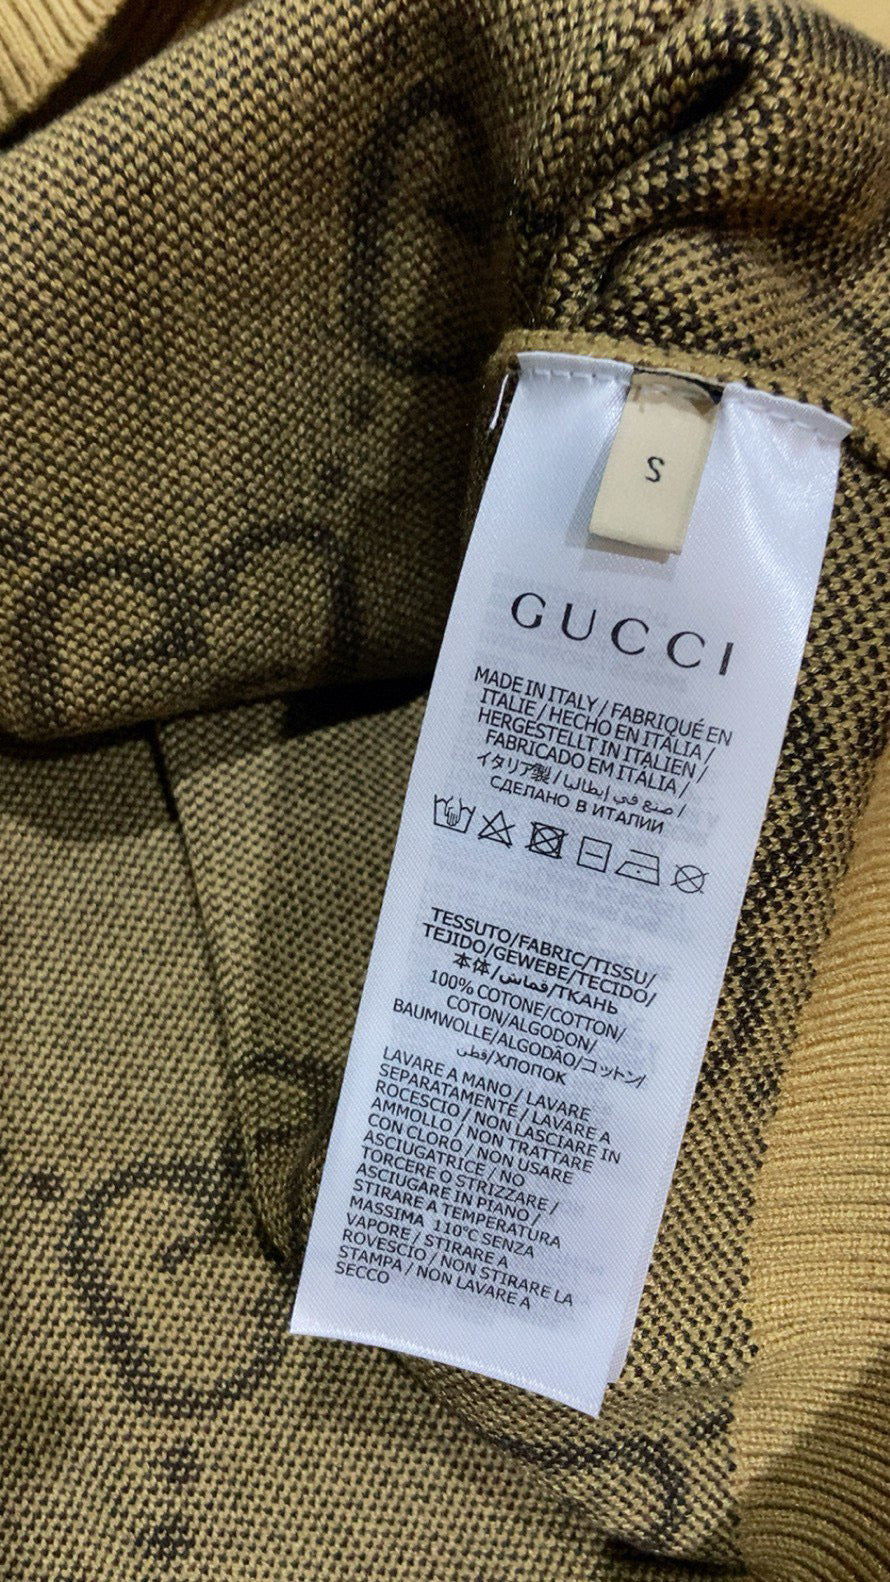 S
GUCCI
MADE IN ITALY / FABRIQUÉ EN
ITALIE / HECHO EN ITALIA /
HERGESTELLT IN ITALIEN /
FABRICADO EM ITÁLIA /
イタリア製 / صنع في إيطاليا /
СДЕЛАНО В ИТАЛИИ
TESSUTO/FABRIC/TISSU/
TEJIDO/GEWEBE/TECIDO/
本体/قماش/ТКАНЬ
100% COTONE/COTTON/
COTON/ALGODON/
BAUMWOLLE/ALGODÃO/コットン/
قطن/ХЛОПОК
LAVARE A MANO / LAVARE
SEPARATAMENTE / LAVARE A
ROCESCIO / NON LASCIARE IN
AMMOLLO / NON TRATTARE
CON CLORO / NON USARE
ASCIUGATRICE / NO
TORCERE O STRIZZARE /
ASCIUGARE IN PIANO /
STIRARE A TEMPERATURA
MASSIMA 110°C SENZA
VAPORE / STIRARE A
ROVESCIO / NON STIRARE LA
STAMPA / NON LAVARE A
SECCO